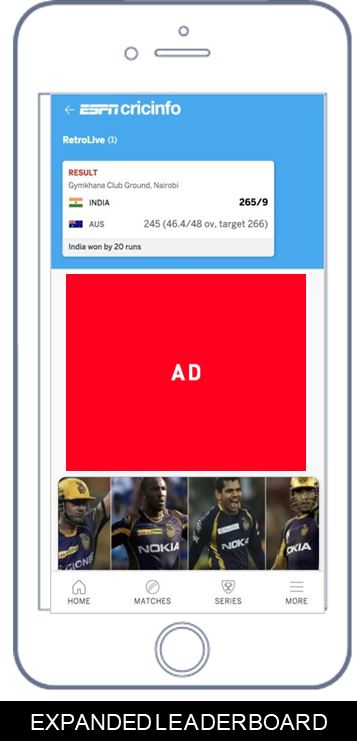 ← ESPN cricinfo
RetroLive (1)
RESULT
Gymkhana Club Ground, Nairobi
INDIA 265/9
AUS 245 (46.4/48 ov, target 266)
India won by 20 runs
AD
NOKIA NOKIA OKIA
HOME MATCHES SERIES MORE
EXPANDED LEADERBOARD